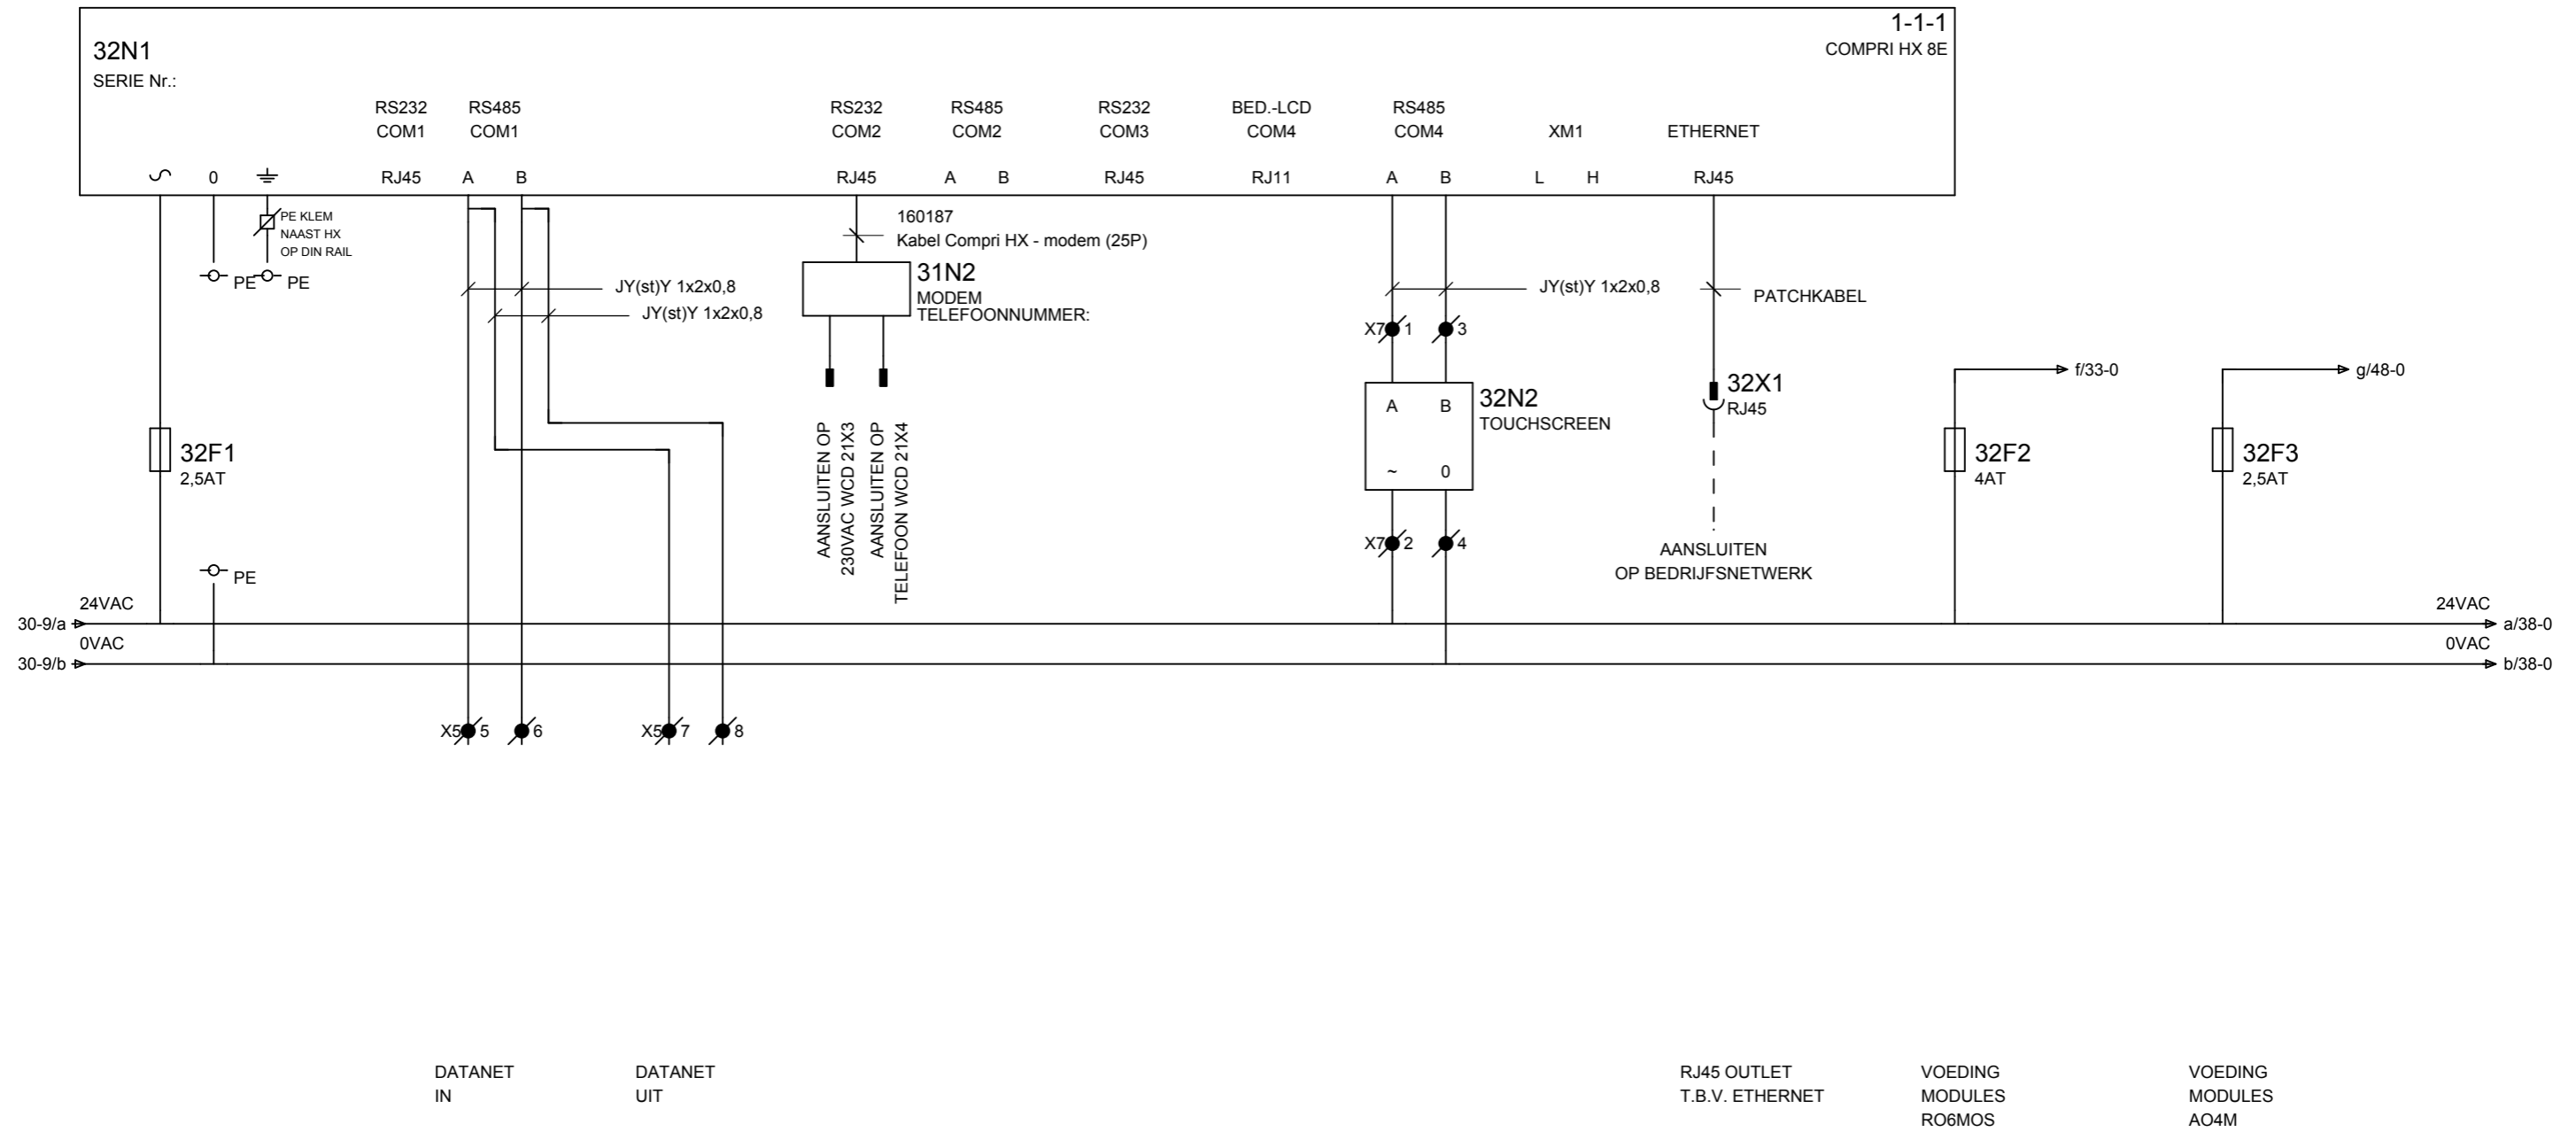 1-1-1
32N1
COMPRI HX 8E
SERIE Nr.:
RS232 RS485 RS232 RS485 RS232 BED.-LCD RS485
COM1 COM1 COM2 COM2 COM3 COM4 COM4 XM1 ETHERNET
0 RJ45 A B RJ45 A B RJ45 RJ11 A B L H RJ45
PE KLEM
NAAST HX
OP DIN RAIL
PE PE
160187
Kabel Compri HX - modem (25P)
31N2
MODEM
TELEFOONNUMMER:
JY(st)Y 1x2x0,8
JY(st)Y 1x2x0,8
JY(st)Y 1x2x0,8
PATCHKABEL
X7 1 3
32N2
TOUCHSCREEN
A B
~ 0
X7 2 4
32X1
RJ45
f/33-0
g/48-0
32F1
2,5AT
AANSLUITEN OP
230VAC WCD 21X3
AANSLUITEN OP
TELEFOON WCD 21X4
32F2
4AT
32F3
2,5AT
AANSLUITEN
OP BEDRIJFSNETWERK
PE
24VAC 24VAC
30-9/a a/38-0
0VAC 0VAC
30-9/b b/38-0
X5 5 6 X5 7 8
DATANET
IN
DATANET
UIT
RJ45 OUTLET
T.B.V. ETHERNET
VOEDING
MODULES
RO6MOS
VOEDING
MODULES
AO4M